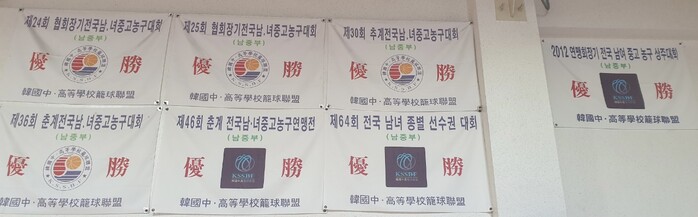 제24회 협회장기전국남,녀중고농구대회
(남중부)
優 勝
韓國中·高等學校籠球聯盟
제25회 협회장기전국남,녀중고농구대회
(남중부)
優 勝
韓國中·高等學校籠球聯盟
제30회 추계전국남,녀중고농구대회
(남중부)
優 勝
韓國中·高等學校籠球聯盟
2012 연맹회장기 전국 남여 중고 농구 상주대회
(남중부)
優 勝
韓國中·高等學校籠球聯盟
제36회 춘계전국남,녀중고농구대회
(남중부)
優 勝
韓國中·高等學校籠球聯盟
제46회 춘계 전국남,녀중고농구연맹전
(남중부)
優 KSSBF 勝
韓國中·高等學校籠球聯盟
제64회 전국 남녀 종별 선수권 대회
(남중부)
優 KSSBF 勝
韓國中·高等學校籠球聯盟